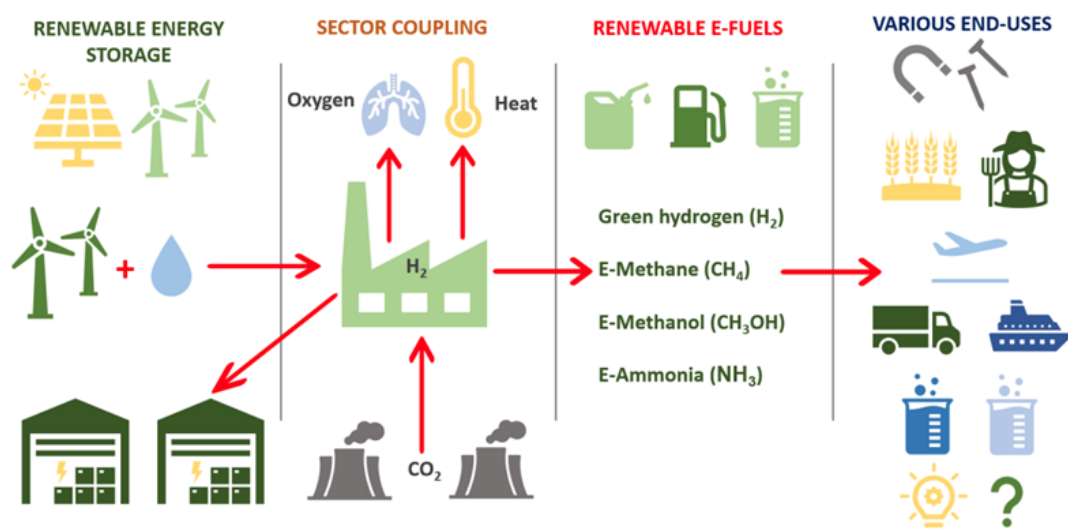 RENEWABLE ENERGY
STORAGE
SECTOR COUPLING
Oxygen
Heat
H₂
CO₂
RENEWABLE E-FUELS
Green hydrogen (H₂)
E-Methane (CH₄)
E-Methanol (CH₃OH)
E-Ammonia (NH₃)
VARIOUS END-USES
+
?